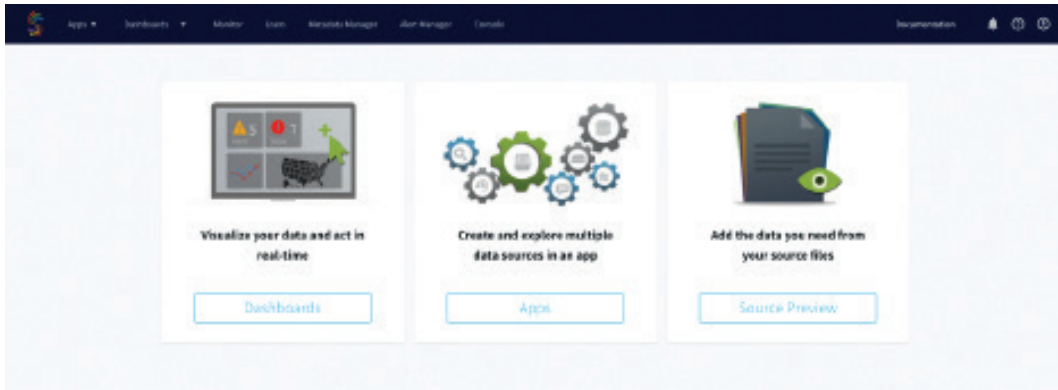 Apps Dashboards Monitor Users Metadata Manager Alert Manager Console Documentation
5 1
Visualize your data and act in
real-time
Dashboards
Create and explore multiple
data sources in an app
Apps
Add the data you need from
your source files
Source Preview